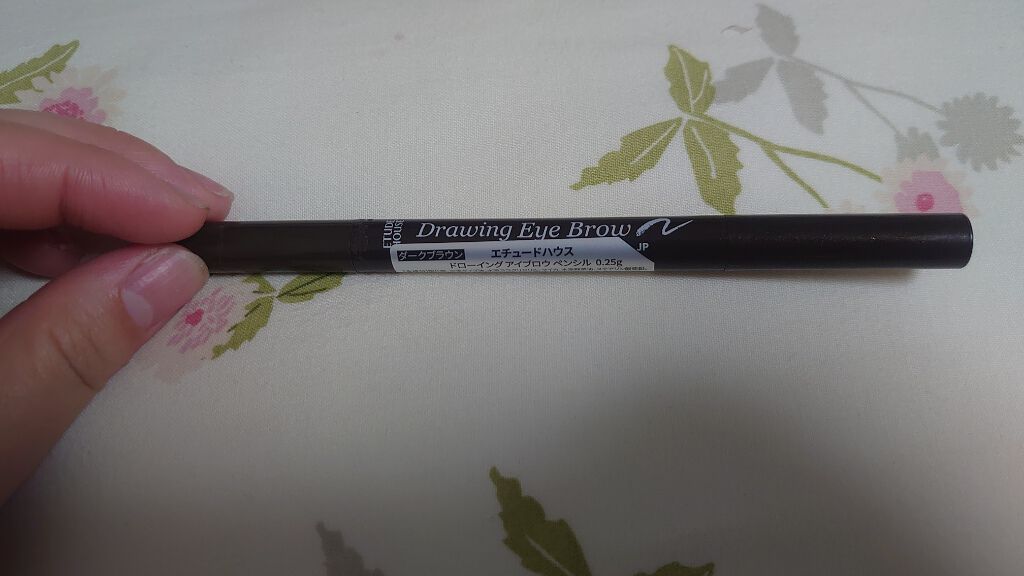 ETUDE
HOUSE
Drawing Eye Brow
JP
ダークブラウン
エチュードハウス
ドローイング アイブロウ ペンシル 0.25g